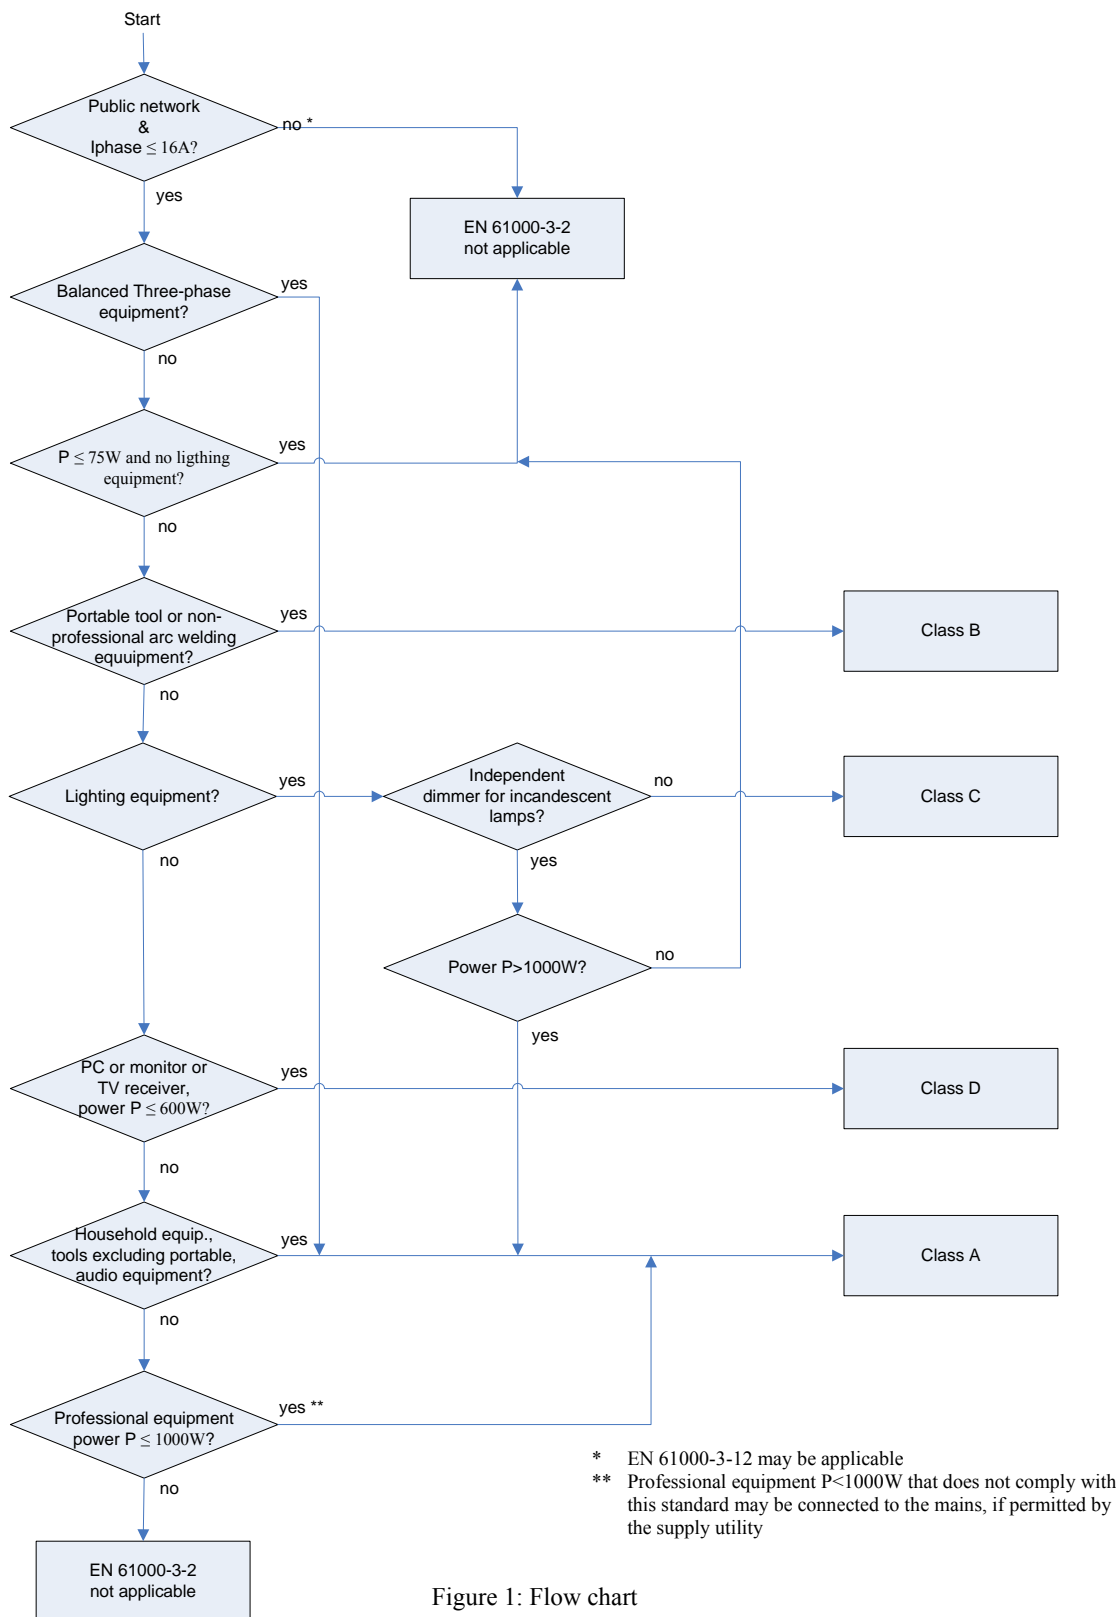 Start
Public network
&
Iphase ≤ 16A?
no *
yes
EN 61000-3-2
not applicable
Balanced Three-phase
equipment?
yes
no
P ≤ 75W and no ligthing
equipment?
yes
no
Portable tool or non-
professional arc welding
equuipment?
yes
no
Class B
Lighting equipment?
yes
no
Independent
dimmer for incandescent
lamps?
no
yes
Class C
Power P>1000W?
no
yes
PC or monitor or
TV receiver,
power P ≤ 600W?
yes
no
Class D
Household equip.,
tools excluding portable,
audio equipment?
yes
no
Class A
Professional equipment
power P ≤ 1000W?
yes **
no
* EN 61000-3-12 may be applicable
** Professional equipment P<1000W that does not comply with
this standard may be connected to the mains, if permitted by
the supply utility
EN 61000-3-2
not applicable
Figure 1: Flow chart